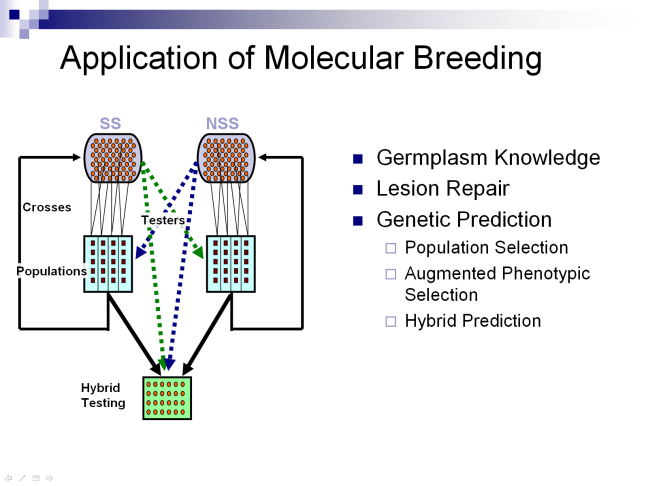 Application of Molecular Breeding
SS
NSS
Crosses
Testers
Populations
Hybrid
Testing
Germplasm Knowledge
Lesion Repair
Genetic Prediction
Population Selection
Augmented Phenotypic
Selection
Hybrid Prediction